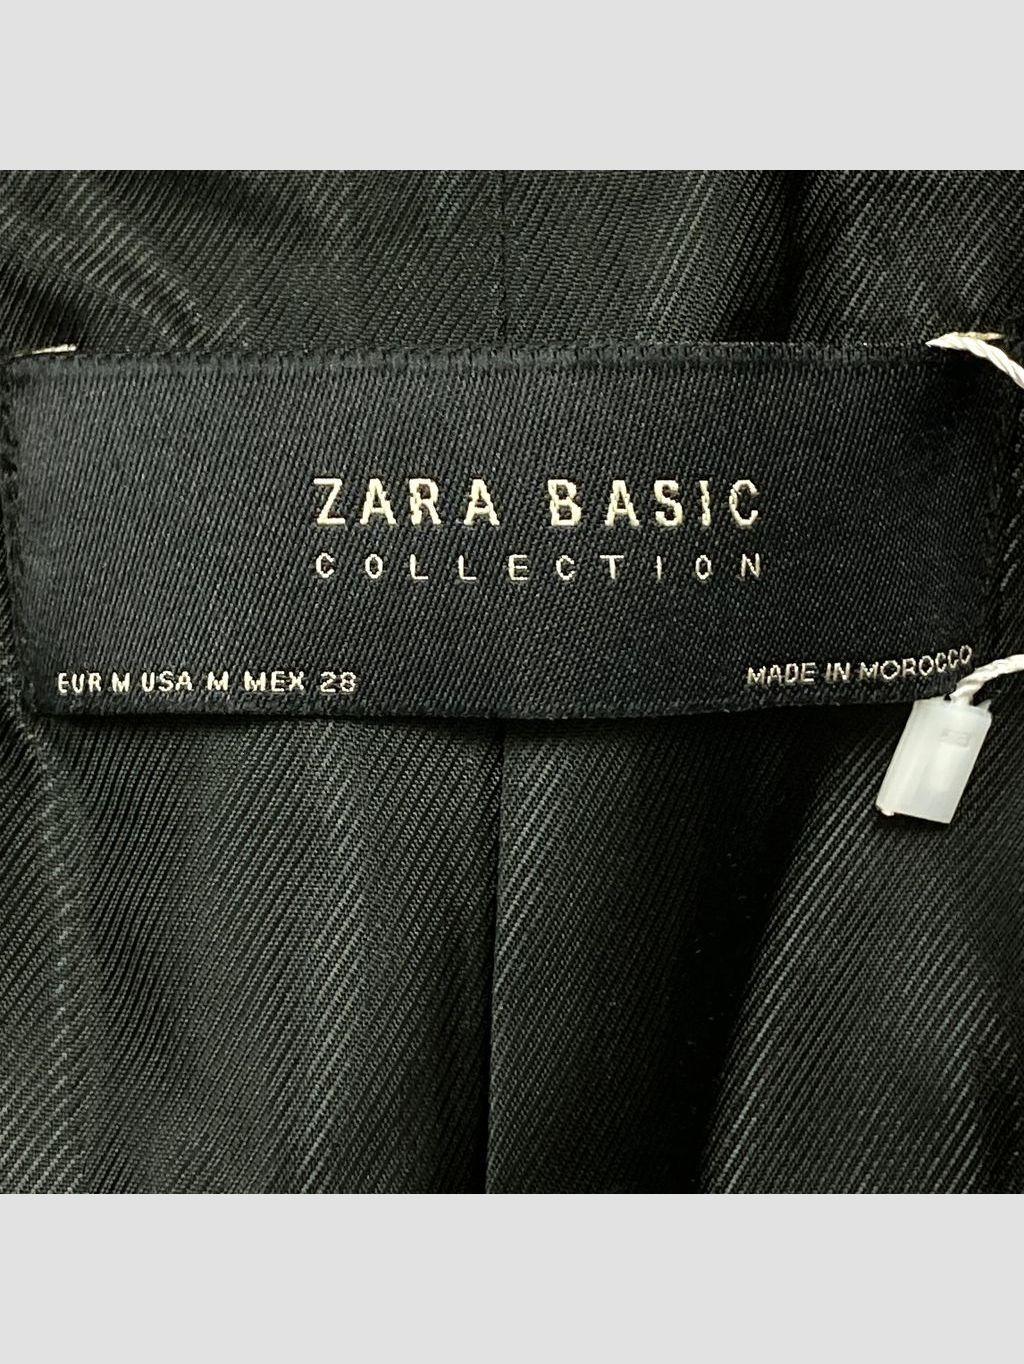 ZARA BASIC
COLLECTION
EUR M USA M MEX 28
MADE IN MOROCCO